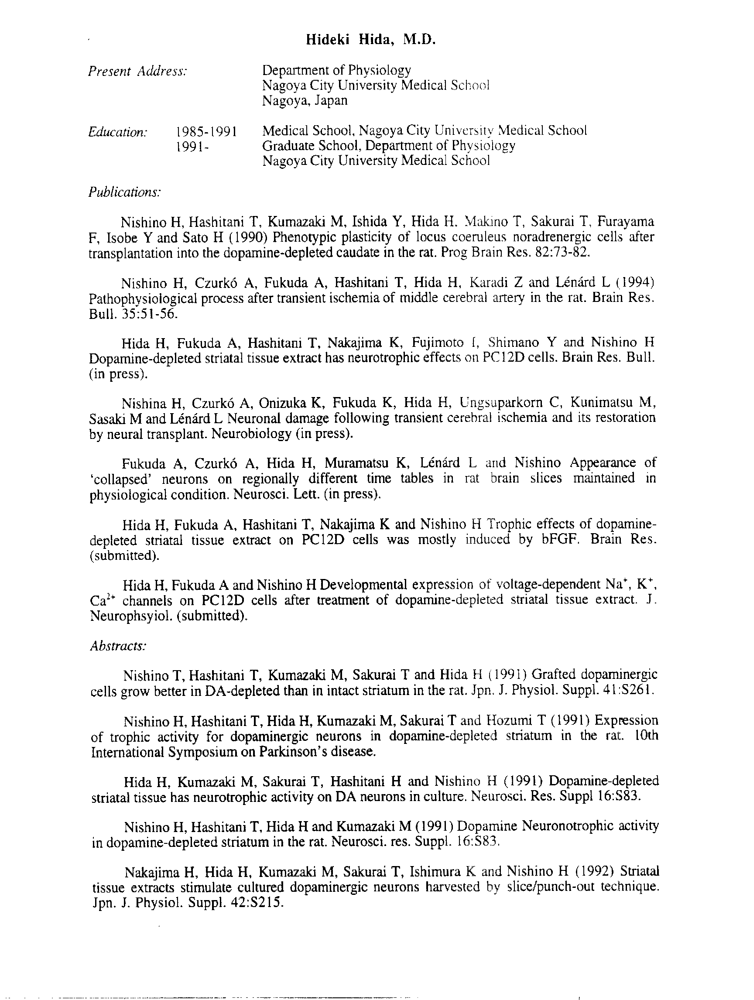 Hideki Hida, M.D.
Present Address: Department of Physiology
Nagoya City University Medical School
Nagoya, Japan
Education: 1985-1991 Medical School, Nagoya City University Medical School
1991- Graduate School, Department of Physiology
Nagoya City University Medical School
Publications:
Nishino H, Hashitani T, Kumazaki M, Ishida Y, Hida H. Makino T, Sakurai T, Furayama
F, Isobe Y and Sato H (1990) Phenotypic plasticity of locus coeruleus noradrenergic cells after
transplantation into the dopamine-depleted caudate in the rat. Prog Brain Res. 82:73-82.
Nishino H, Czurkó A, Fukuda A, Hashitani T, Hida H, Karadi Z and Lénárd L (1994)
Pathophysiological process after transient ischemia of middle cerebral artery in the rat. Brain Res.
Bull. 35:51-56.
Hida H, Fukuda A, Hashitani T, Nakajima K, Fujimoto I, Shimano Y and Nishino H
Dopamine-depleted striatal tissue extract has neurotrophic effects on PC12D cells. Brain Res. Bull.
(in press).
Nishina H, Czurkó A, Onizuka K, Fukuda K, Hida H, Ungsuparkorn C, Kunimatsu M,
Sasaki M and Lénárd L Neuronal damage following transient cerebral ischemia and its restoration
by neural transplant. Neurobiology (in press).
Fukuda A, Czurkó A, Hida H, Muramatsu K, Lénárd L and Nishino Appearance of
‘collapsed’ neurons on regionally different time tables in rat brain slices maintained in
physiological condition. Neurosci. Lett. (in press).
Hida H, Fukuda A, Hashitani T, Nakajima K and Nishino H Trophic effects of dopamine-
depleted striatal tissue extract on PC12D cells was mostly induced by bFGF. Brain Res.
(submitted).
Hida H, Fukuda A and Nishino H Developmental expression of voltage-dependent Na⁺, K⁺,
Ca²⁺ channels on PC12D cells after treatment of dopamine-depleted striatal tissue extract. J.
Neurophsyiol. (submitted).
Abstracts:
Nishino T, Hashitani T, Kumazaki M, Sakurai T and Hida H (1991) Grafted dopaminergic
cells grow better in DA-depleted than in intact striatum in the rat. Jpn. J. Physiol. Suppl. 41:S261.
Nishino H, Hashitani T, Hida H, Kumazaki M, Sakurai T and Hozumi T (1991) Expression
of trophic activity for dopaminergic neurons in dopamine-depleted striatum in the rat. 10th
International Symposium on Parkinson's disease.
Hida H, Kumazaki M, Sakurai T, Hashitani H and Nishino H (1991) Dopamine-depleted
striatal tissue has neurotrophic activity on DA neurons in culture. Neurosci. Res. Suppl 16:S83.
Nishino H, Hashitani T, Hida H and Kumazaki M (1991) Dopamine Neuronotrophic activity
in dopamine-depleted striatum in the rat. Neurosci. res. Suppl. 16:S83.
Nakajima H, Hida H, Kumazaki M, Sakurai T, Ishimura K and Nishino H (1992) Striatal
tissue extracts stimulate cultured dopaminergic neurons harvested by slice/punch-out technique.
Jpn. J. Physiol. Suppl. 42:S215.